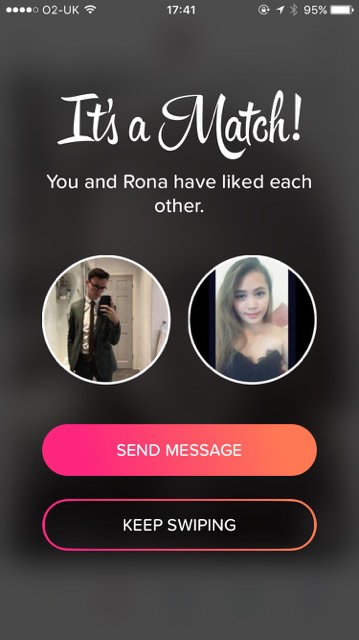 O2-UK 17:41 95%
It's a Match!
You and Rona have liked each
other.
SEND MESSAGE
KEEP SWIPING